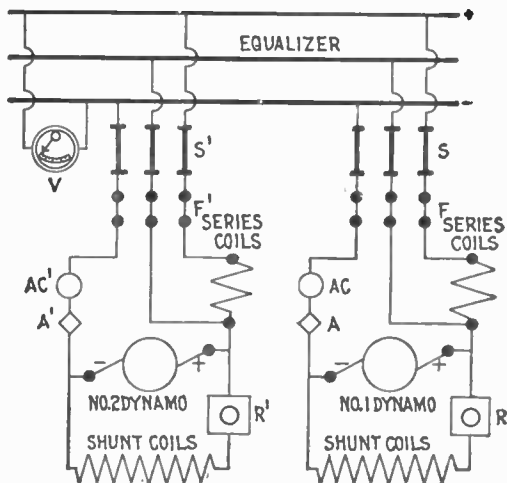 +
EQUALIZER
-
V
S'
S
F'
F
SERIES
COILS
SERIES
COILS
AC'
AC
A'
A
- +
- +
NO.2 DYNAMO
NO.1 DYNAMO
R'
R
SHUNT COILS
SHUNT COILS